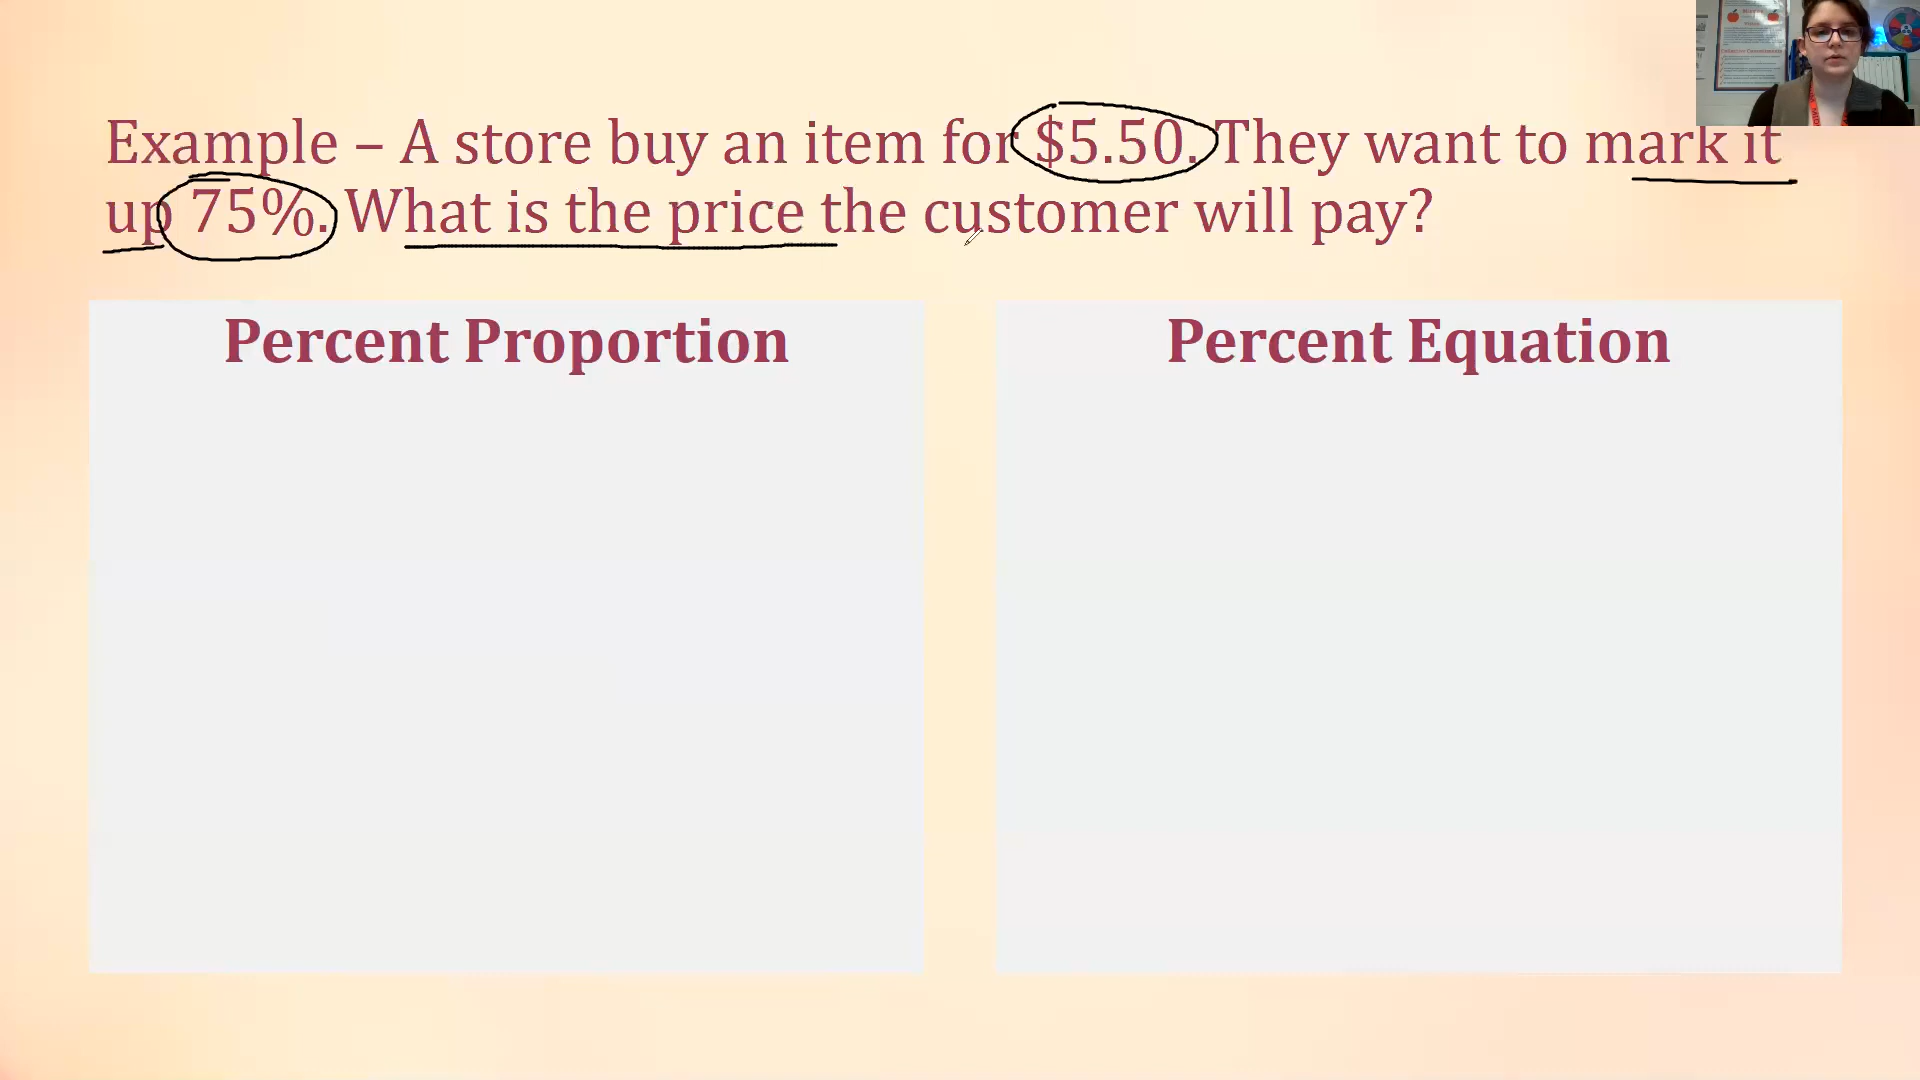 Example – A store buy an item for $5.50. They want to mark it
up 75%. What is the price the customer will pay?
Percent Proportion
Percent Equation